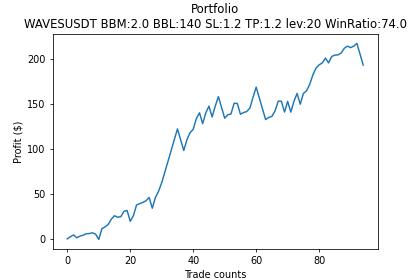 Portfolio
WAVESUSDT BBM:2.0 BBL:140 SL:1.2 TP:1.2 lev:20 WinRatio:74.0
200
150
100
50
0
Profit ($)
0 20 40 60 80
Trade counts